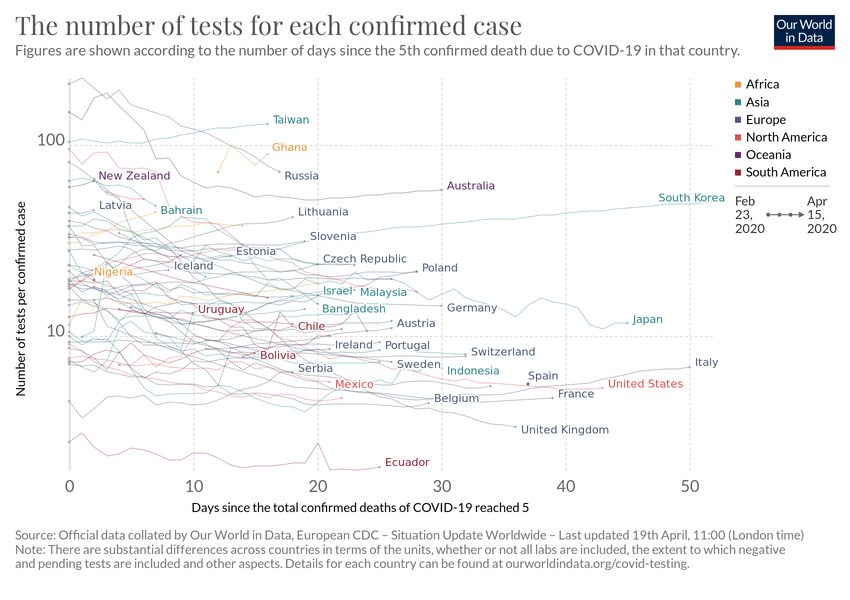 The number of tests for each confirmed case
Figures are shown according to the number of days since the 5th confirmed death due to COVID-19 in that country.
Our World
in Data
Africa
Asia
Europe
North America
Oceania
South America
Feb
23,
2020
Apr
15,
2020
Number of tests per confirmed case
100
10
Taiwan
Ghana
Russia
New Zealand
Australia
South Korea
Latvia
Bahrain
Lithuania
Slovenia
Estonia
Czech Republic
Iceland
Poland
Nigeria
Israel
Malaysia
Uruguay
Bangladesh
Germany
Japan
Chile
Austria
Ireland
Portugal
Switzerland
Bolivia
Serbia
Sweden
Indonesia
Italy
Spain
Mexico
United States
Belgium
France
United Kingdom
Ecuador
0
10
20
30
40
50
Days since the total confirmed deaths of COVID-19 reached 5
Source: Official data collated by Our World in Data, European CDC – Situation Update Worldwide – Last updated 19th April, 11:00 (London time)
Note: There are substantial differences across countries in terms of the units, whether or not all labs are included, the extent to which negative
and pending tests are included and other aspects. Details for each country can be found at ourworldindata.org/covid-testing.